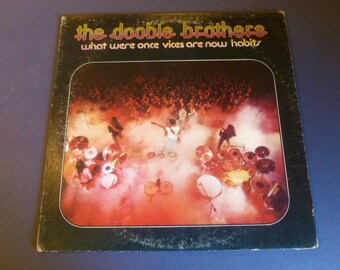 the doobie brothers
what were once vices are now habits